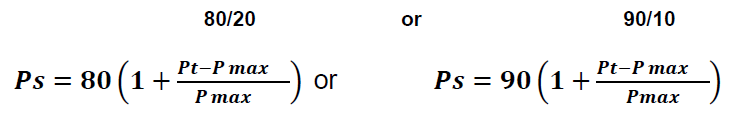 80/20 or 90/10
Ps = 80 (1 + Pt–P max / P max) or Ps = 90 (1 + Pt–P max / Pmax)